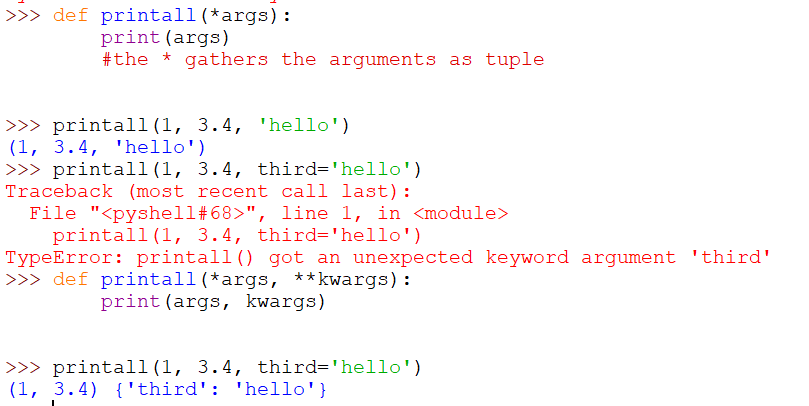 >>> def printall(*args):
        print(args)
        #the * gathers the arguments as tuple
>>> printall(1, 3.4, 'hello')
(1, 3.4, 'hello')
>>> printall(1, 3.4, third='hello')
Traceback (most recent call last):
  File "<pyshell#68>", line 1, in <module>
    printall(1, 3.4, third='hello')
TypeError: printall() got an unexpected keyword argument 'third'
>>> def printall(*args, **kwargs):
        print(args, kwargs)
>>> printall(1, 3.4, third='hello')
(1, 3.4) {'third': 'hello'}